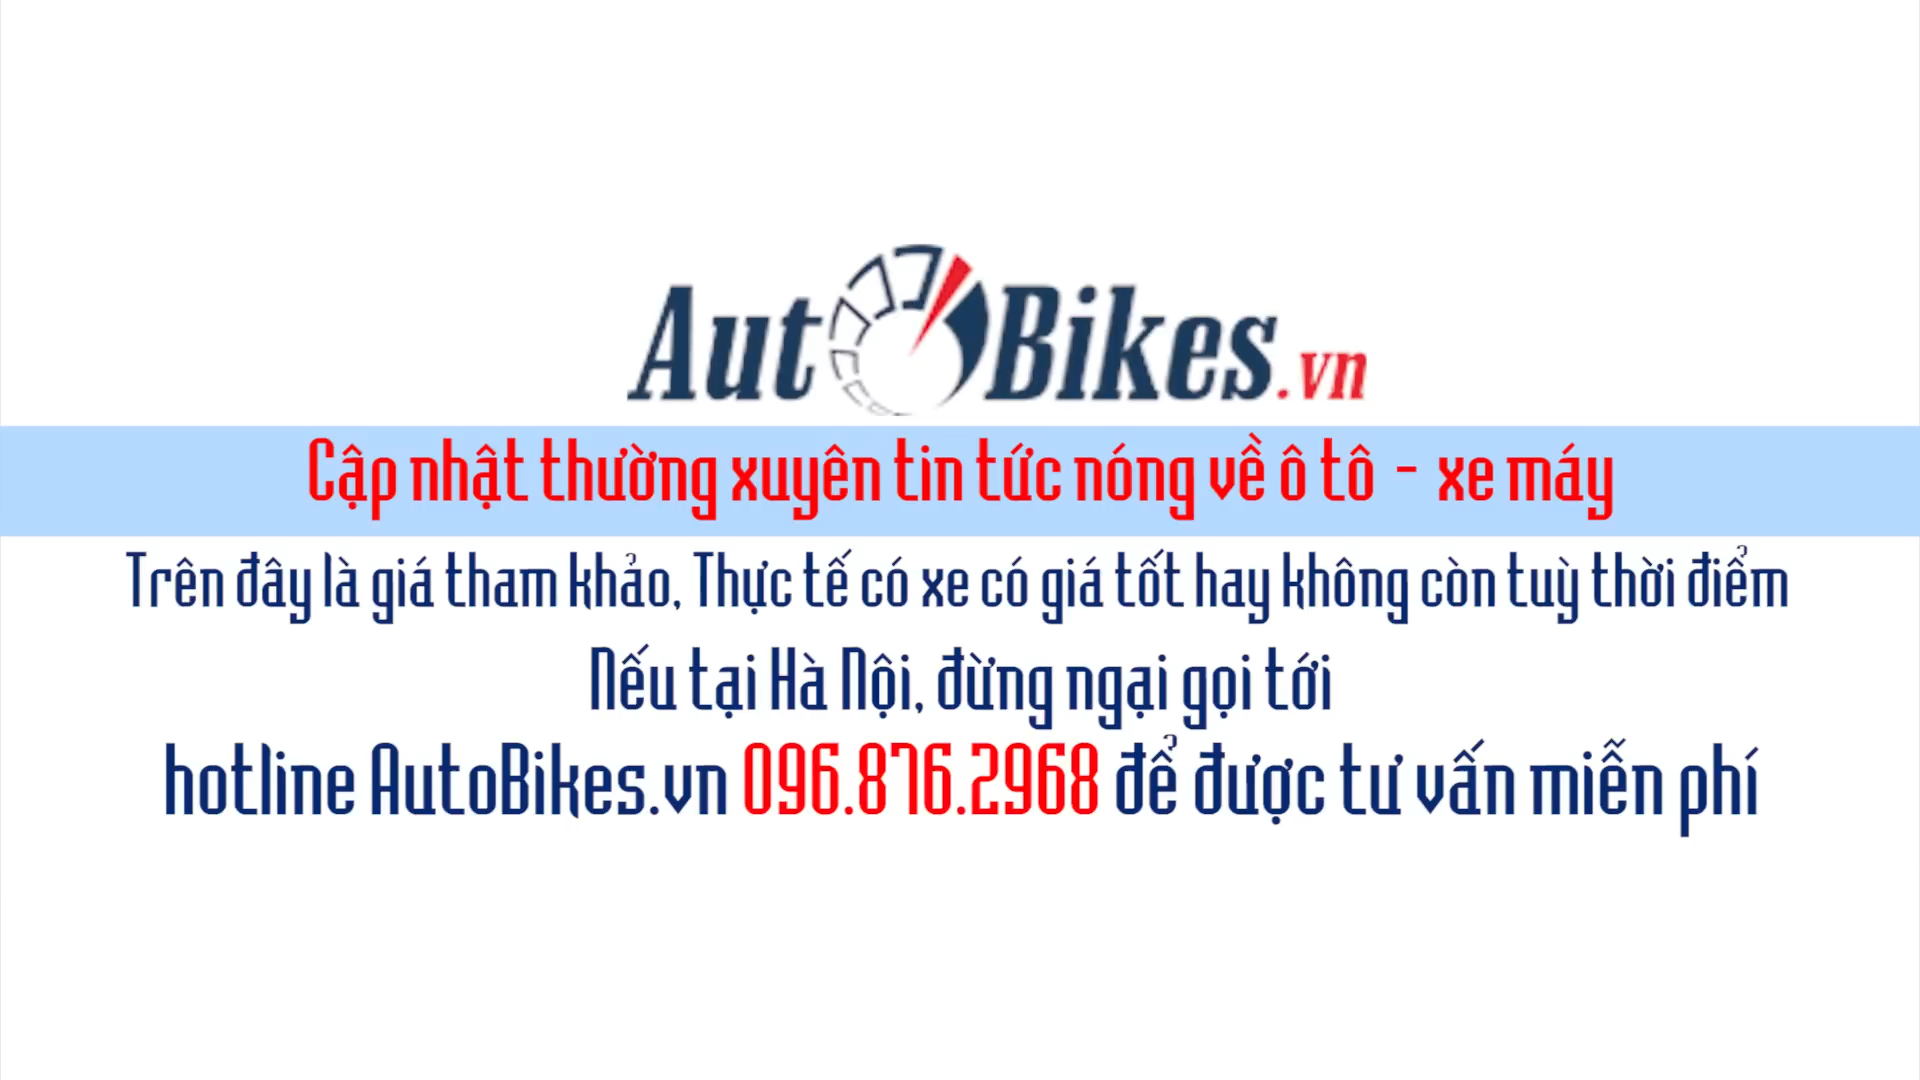 AutoBikes.vn
Cập nhật thường xuyên tin tức nóng về ô tô - xe máy
Trên đây là giá tham khảo, Thực tế có xe có giá tốt hay không còn tuỳ thời điểm
Nếu tại Hà Nội, đừng ngại gọi tới
hotline AutoBikes.vn 096.876.2968 để được tư vấn miễn phí